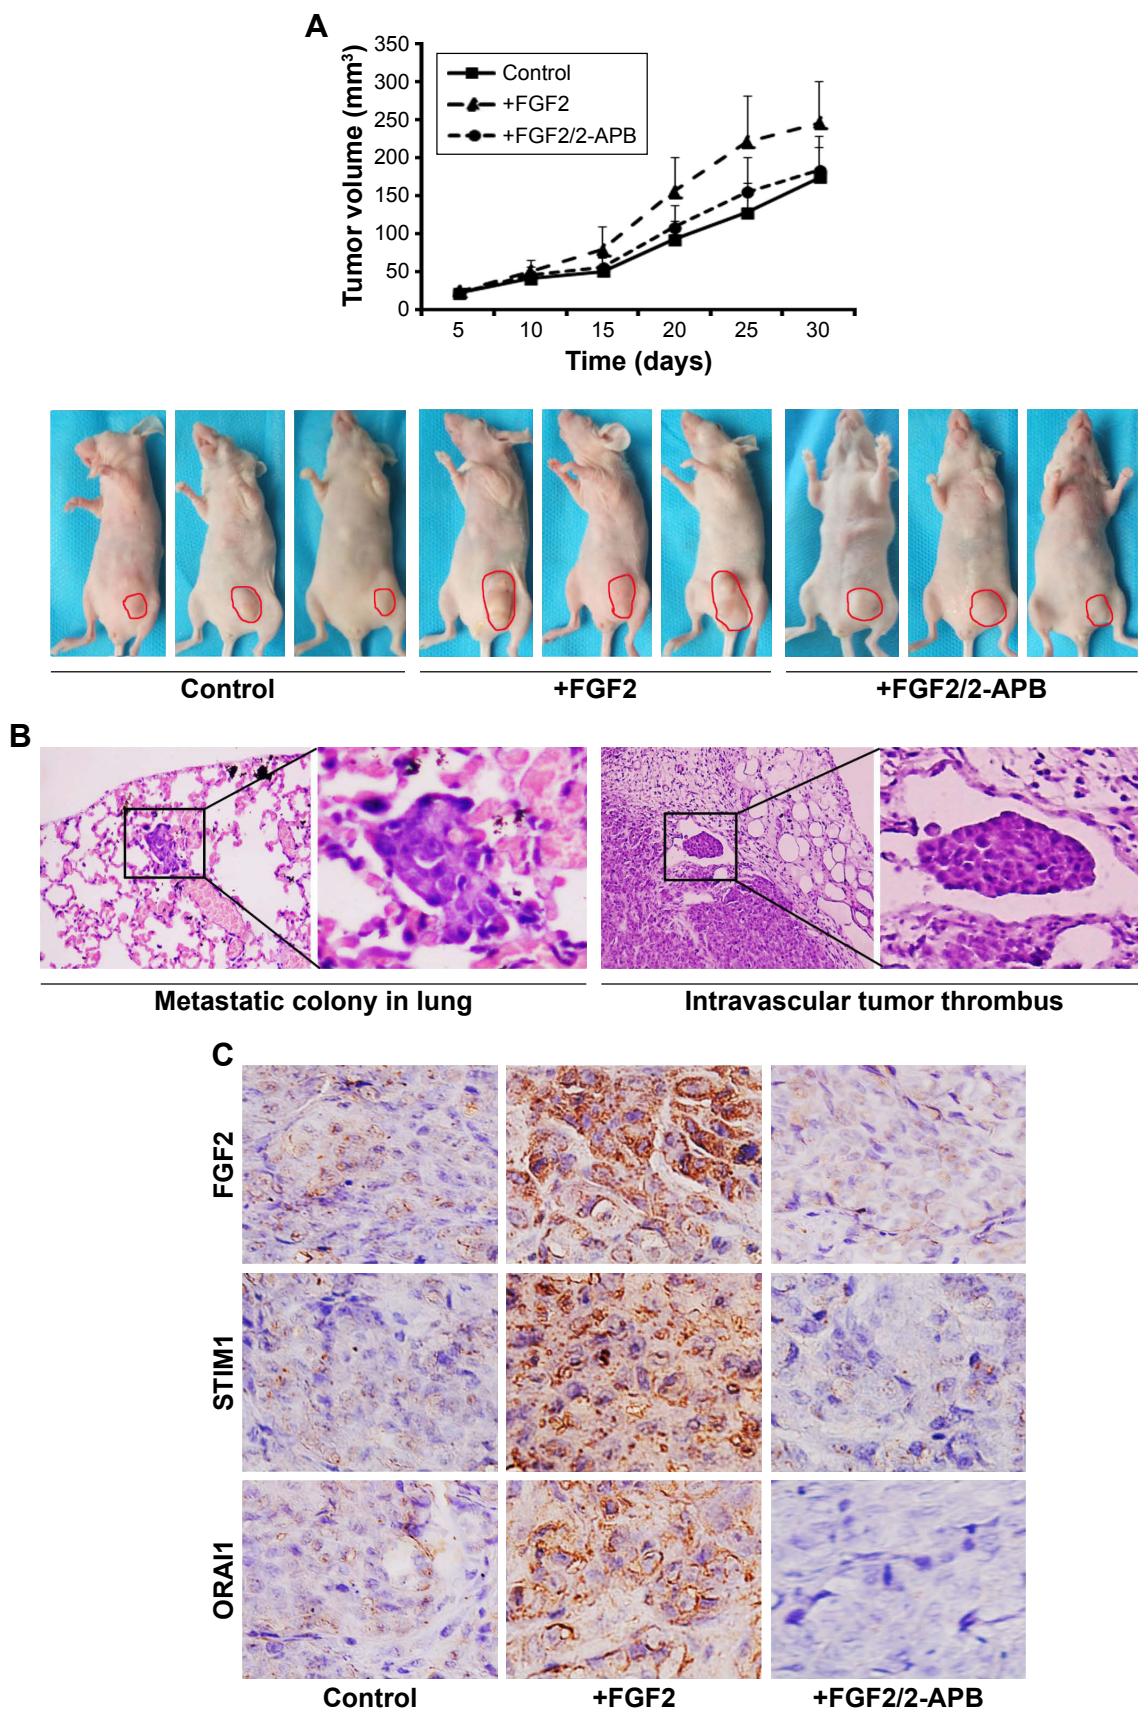 A
Tumor volume (mm³)
350
300
250
200
150
100
50
0
Control
+FGF2
+FGF2/2-APB
5 10 15 20 25 30
Time (days)
Control +FGF2 +FGF2/2-APB
B
Metastatic colony in lung Intravascular tumor thrombus
C
FGF2
STIM1
ORAI1
Control +FGF2 +FGF2/2-APB